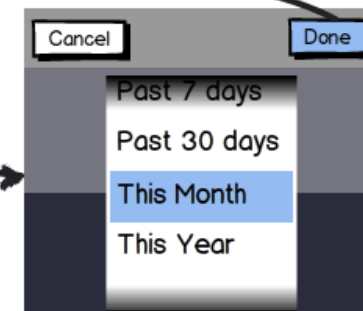 Cancel
Done
Past 7 days
Past 30 days
This Month
This Year